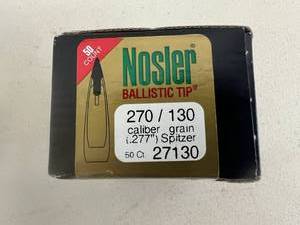 50
COUNT
Nosler®
BALLISTIC TIP®
270 / 130
caliber grain
(.277") Spitzer
50 Ct. 27130